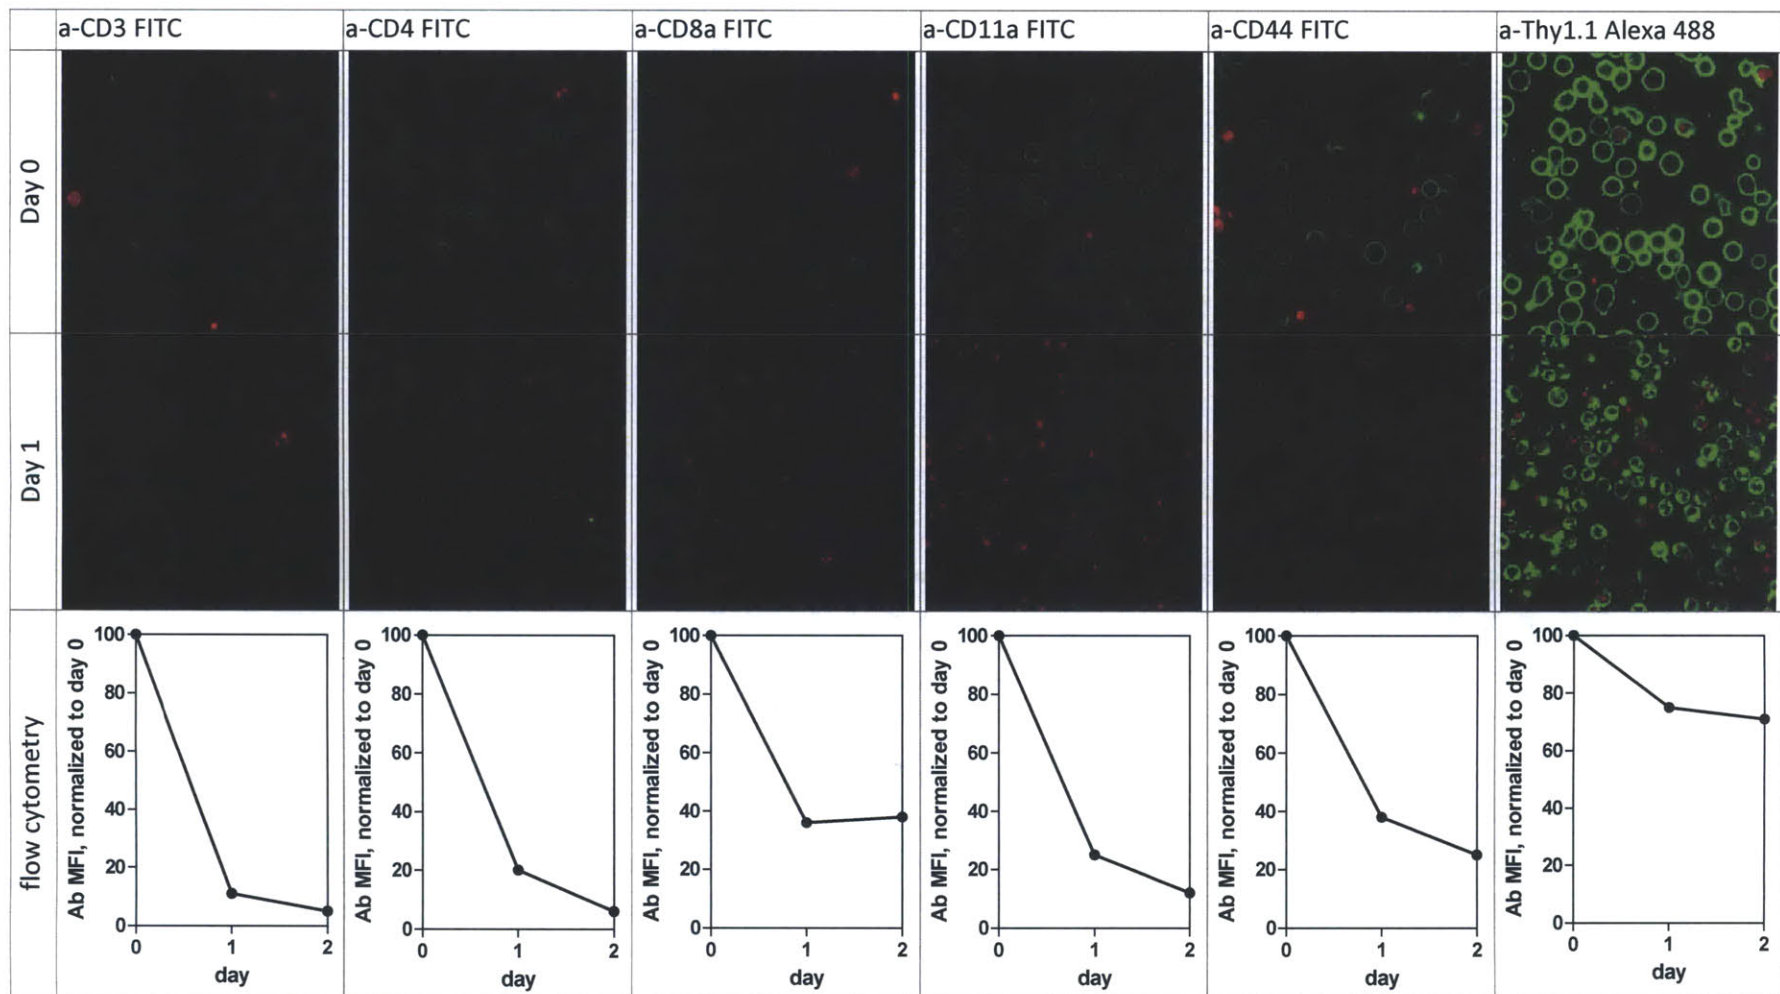 a-CD3 FITC
a-CD4 FITC
a-CD8a FITC
a-CD11a FITC
a-CD44 FITC
a-Thy1.1 Alexa 488
Day 0
Day 1
flow cytometry
Ab MFI, normalized to day 0
100
80
60
40
20
0
0 1 2
day
Ab MFI, normalized to day 0
100
80
60
40
20
0
0 1 2
day
Ab MFI, normalized to day 0
100
80
60
40
20
0
0 1 2
day
Ab MFI, normalized to day 0
100
80
60
40
20
0
0 1 2
day
Ab MFI, normalized to day 0
100
80
60
40
20
0
0 1 2
day
Ab MFI, normalized to day 0
100
80
60
40
20
0
0 1 2
day